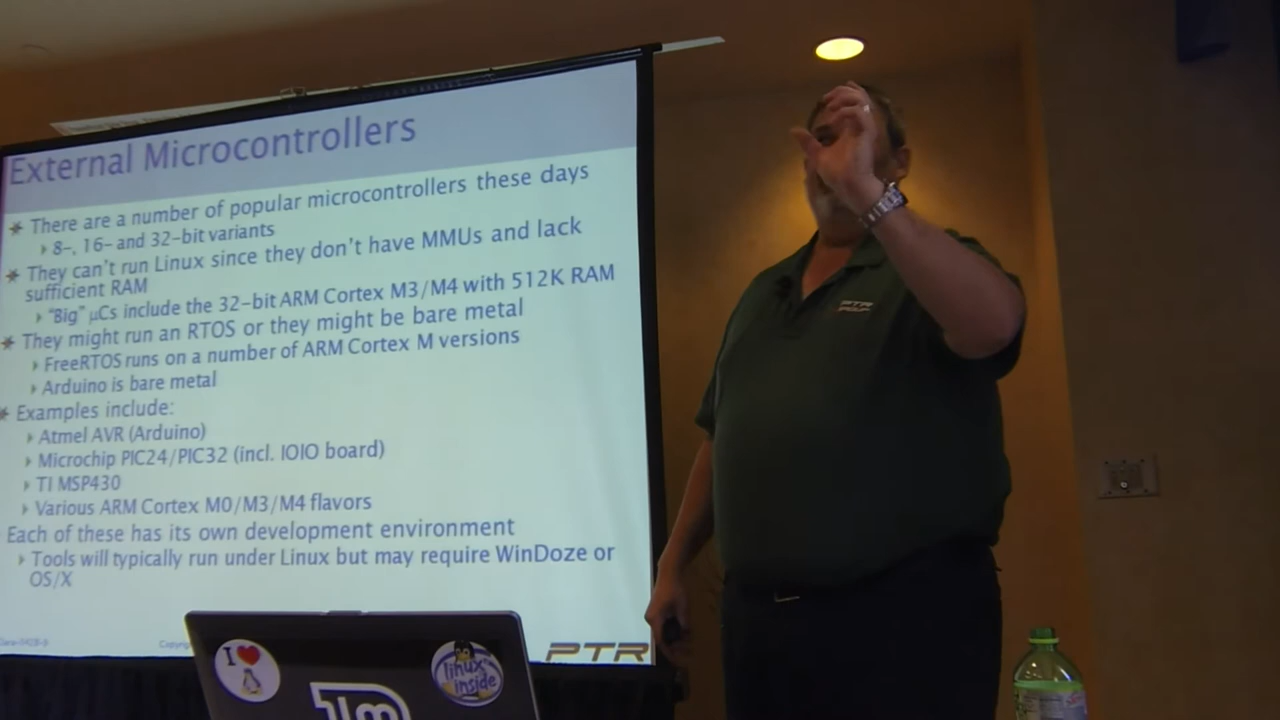 External Microcontrollers
There are a number of popular microcontrollers these days
8-, 16- and 32-bit variants
They can't run Linux since they don't have MMUs and lack
sufficient RAM
"Big" µCs include the 32-bit ARM Cortex M3/M4 with 512K RAM
They might run an RTOS or they might be bare metal
FreeRTOS runs on a number of ARM Cortex M versions
Arduino is bare metal
Examples include:
Atmel AVR (Arduino)
Microchip PIC24/PIC32 (incl. IOIO board)
TI MSP430
Various ARM Cortex M0/M3/M4 flavors
Each of these has its own development environment
Tools will typically run under Linux but may require WinDoze or
OS/X
PTR
PTR
I
linux
inside